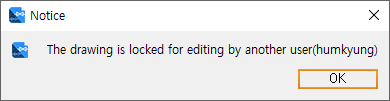 Notice
The drawing is locked for editing by another user(humkyung)
OK